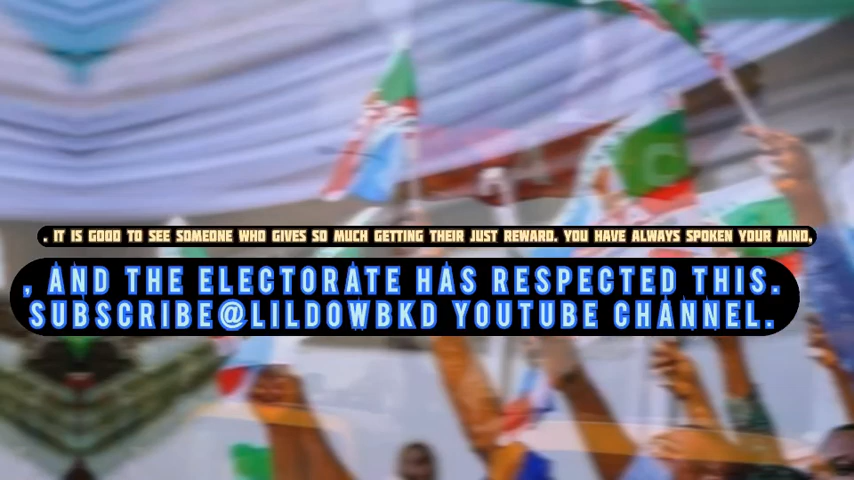 . IT IS GOOD TO SEE SOMEONE WHO GIVES SO MUCH GETTING THEIR JUST REWARD. YOU HAVE ALWAYS SPOKEN YOUR MIND,
, AND THE ELECTORATE HAS RESPECTED THIS.
SUBSCRIBE@LILDOWBKD YOUTUBE CHANNEL.